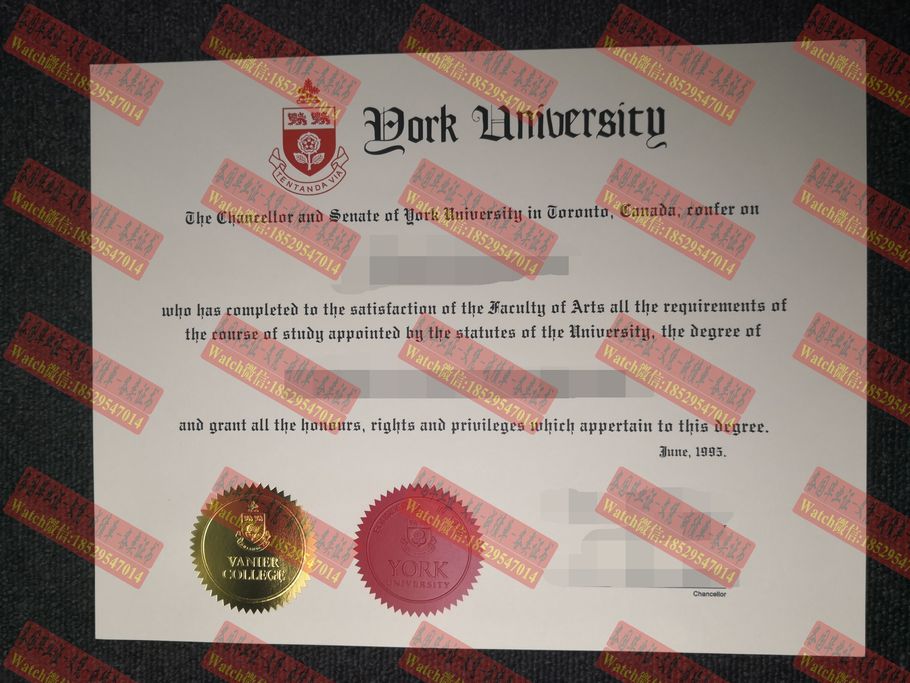 York University
TENTANDA VIA
The Chancellor and Senate of York University in Toronto, Canada, confer on
who has completed to the satisfaction of the Faculty of Arts all the requirements of
the course of study appointed by the statutes of the University, the degree of
and grant all the honours, rights and privileges which appertain to this degree.
June, 1995.
VANIER
COLLEGE
YORK
UNIVERSITY
Chancellor
Watch微信:18529547014